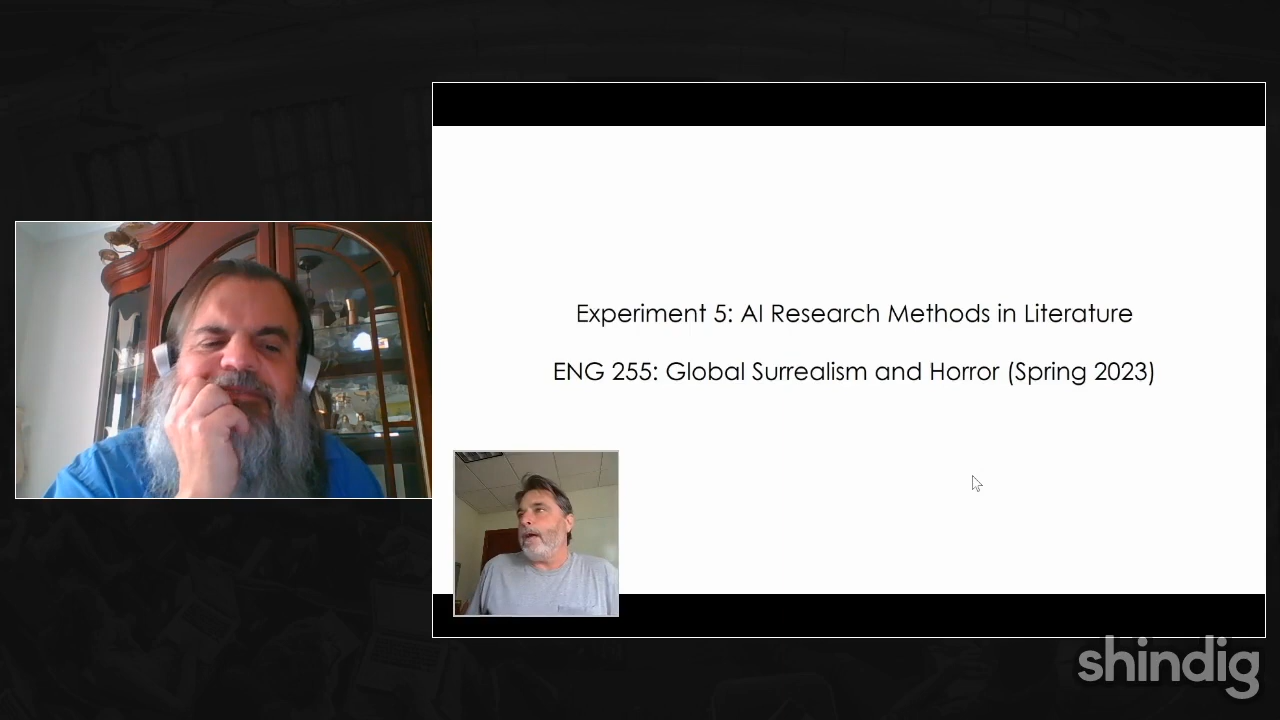 Experiment 5: AI Research Methods in Literature
ENG 255: Global Surrealism and Horror (Spring 2023)
shindig